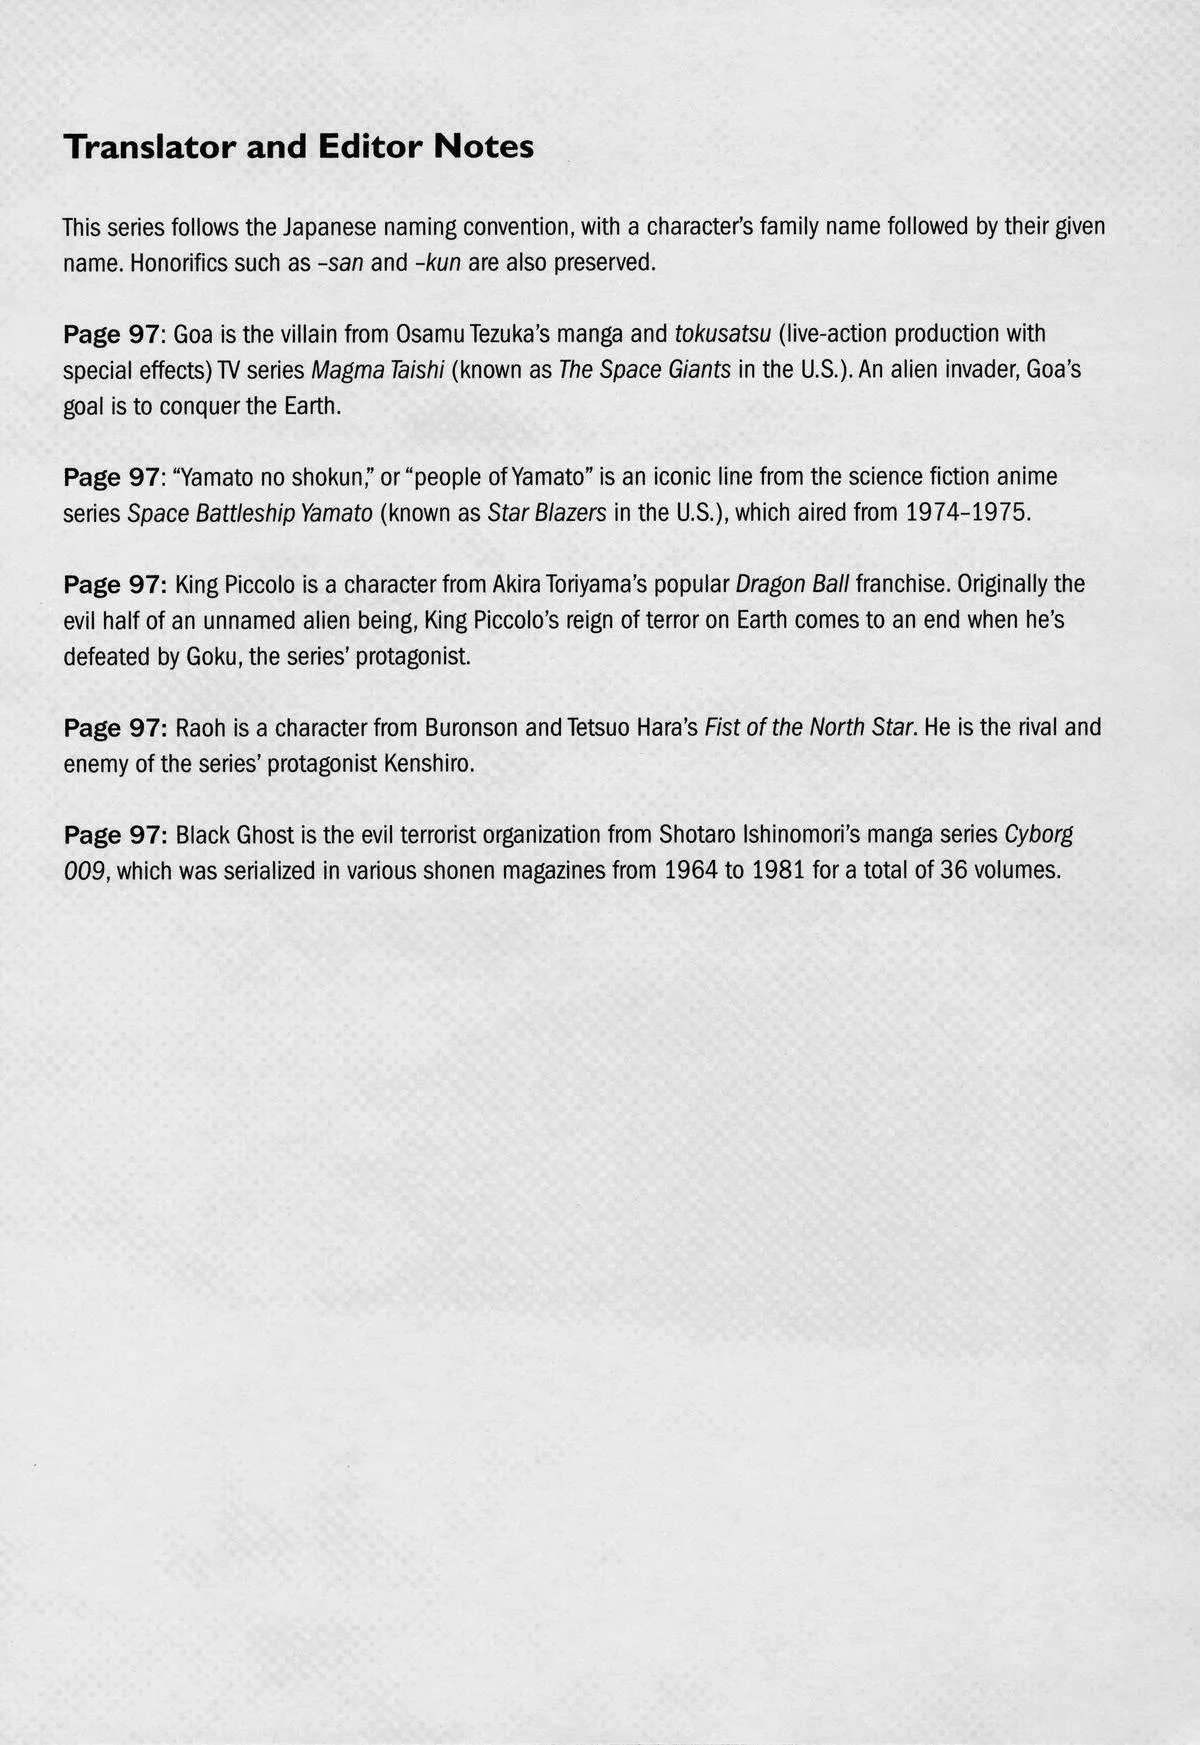 Translator and Editor Notes
This series follows the Japanese naming convention, with a character's family name followed by their given
name. Honorifics such as –san and –kun are also preserved.
Page 97: Goa is the villain from Osamu Tezuka's manga and tokusatsu (live-action production with
special effects) TV series Magma Taishi (known as The Space Giants in the U.S.). An alien invader, Goa's
goal is to conquer the Earth.
Page 97: “Yamato no shokun,” or “people of Yamato” is an iconic line from the science fiction anime
series Space Battleship Yamato (known as Star Blazers in the U.S.), which aired from 1974–1975.
Page 97: King Piccolo is a character from Akira Toriyama's popular Dragon Ball franchise. Originally the
evil half of an unnamed alien being, King Piccolo's reign of terror on Earth comes to an end when he's
defeated by Goku, the series' protagonist.
Page 97: Raoh is a character from Buronson and Tetsuo Hara's Fist of the North Star. He is the rival and
enemy of the series' protagonist Kenshiro.
Page 97: Black Ghost is the evil terrorist organization from Shotaro Ishinomori's manga series Cyborg
009, which was serialized in various shonen magazines from 1964 to 1981 for a total of 36 volumes.